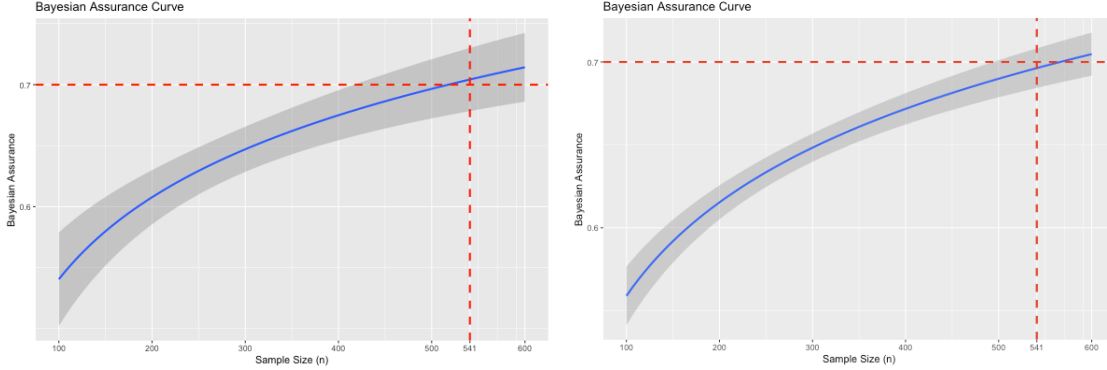 Bayesian Assurance Curve
Bayesian Assurance
0.7
0.6
100 200 300 400 500 541 600
Sample Size (n)
Bayesian Assurance Curve
Bayesian Assurance
0.7
0.6
100 200 300 400 500 541 600
Sample Size (n)